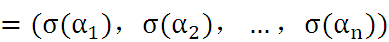 = (σ(α₁), σ(α₂), …, σ(αₙ))